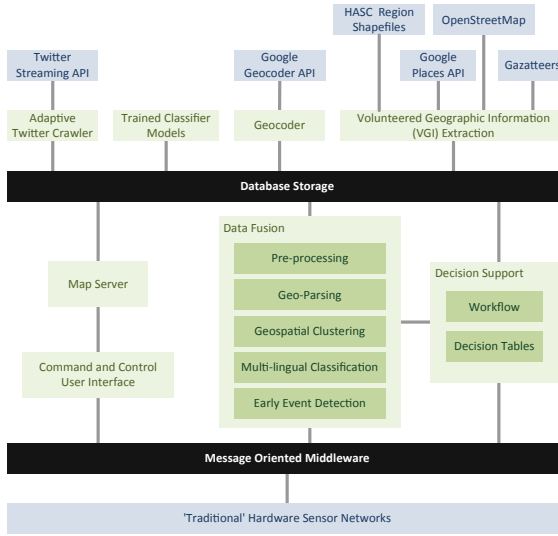 HASC Region
Shapefiles
OpenStreetMap
Twitter
Streaming API
Google
Geocoder API
Google
Places API
Gazatteers
Adaptive
Twitter Crawler
Trained Classifier
Models
Geocoder
Volunteered Geographic Information
(VGI) Extraction
Database Storage
Data Fusion
Pre-processing
Geo-Parsing
Geospatial Clustering
Multi-lingual Classification
Early Event Detection
Map Server
Command and Control
User Interface
Decision Support
Workflow
Decision Tables
Message Oriented Middleware
'Traditional' Hardware Sensor Networks